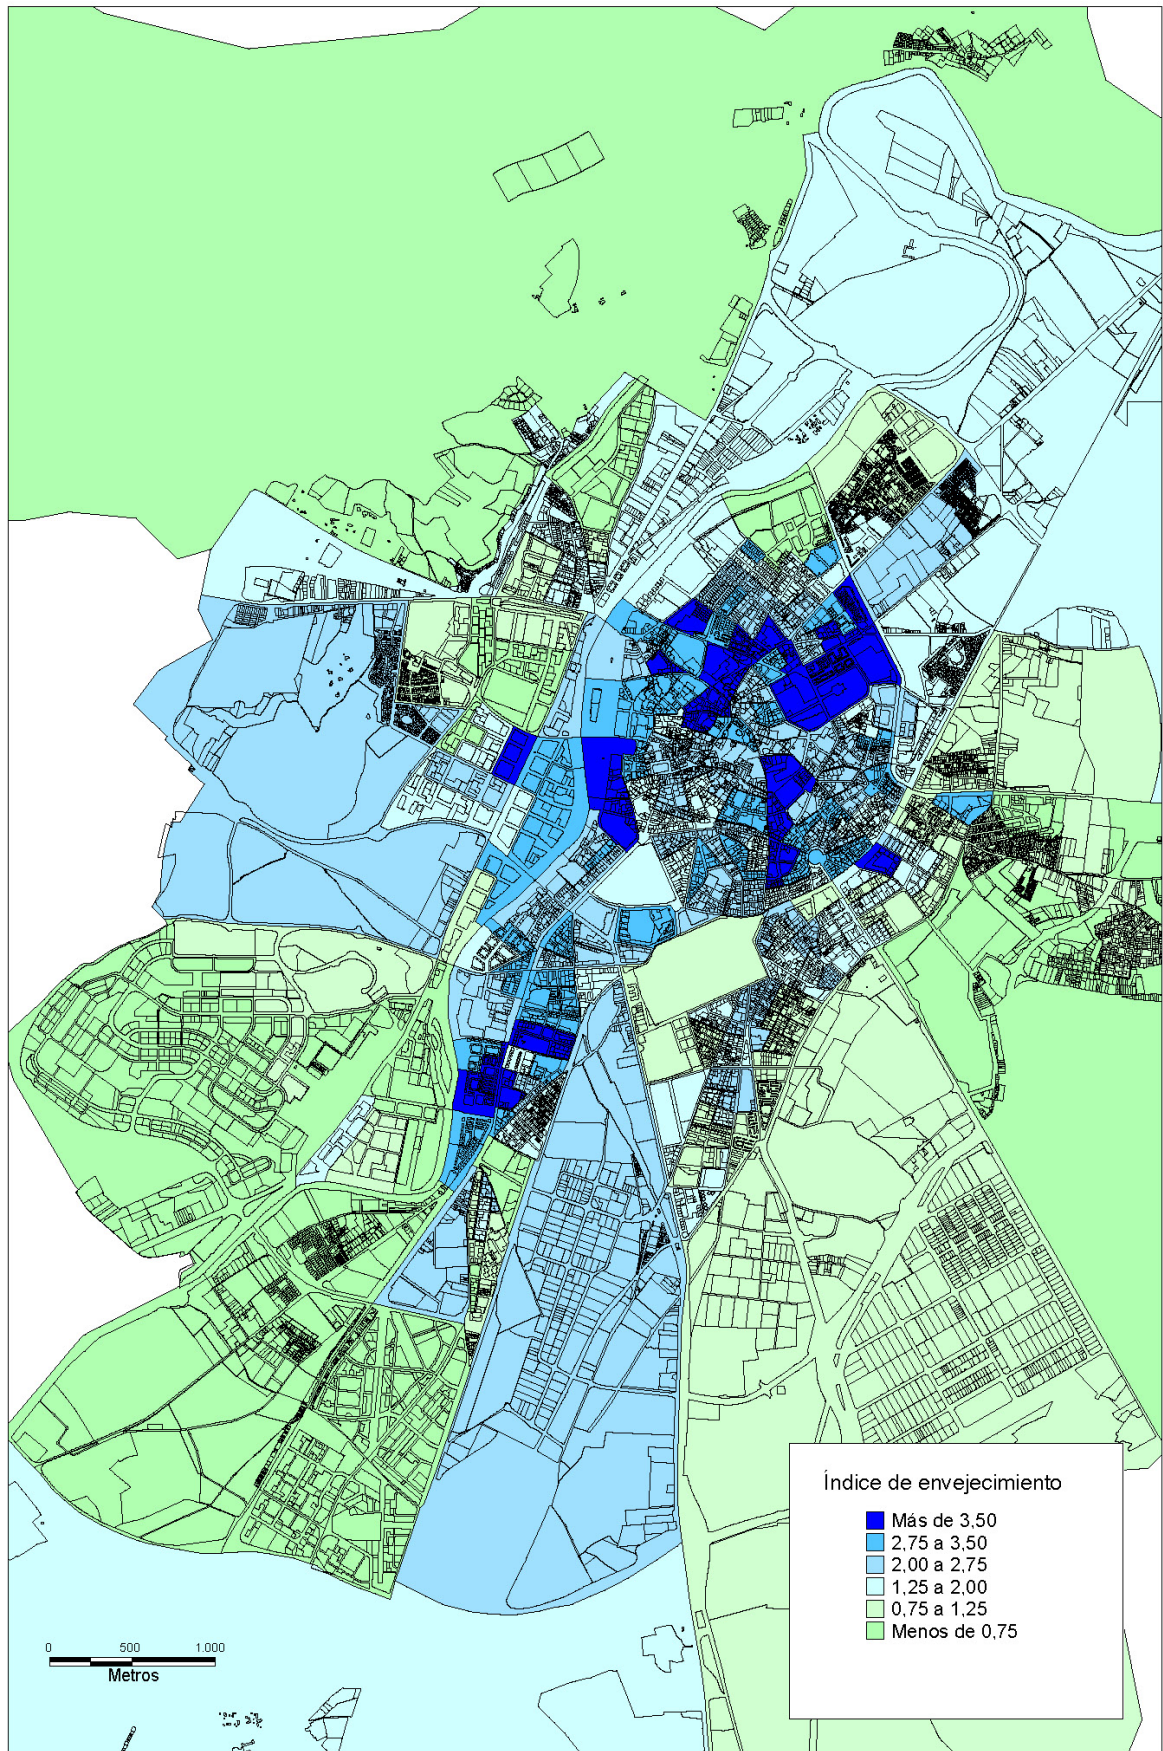 Índice de envejecimiento
Más de 3,50
2,75 a 3,50
2,00 a 2,75
1,25 a 2,00
0,75 a 1,25
Menos de 0,75
0 500 1.000
Metros